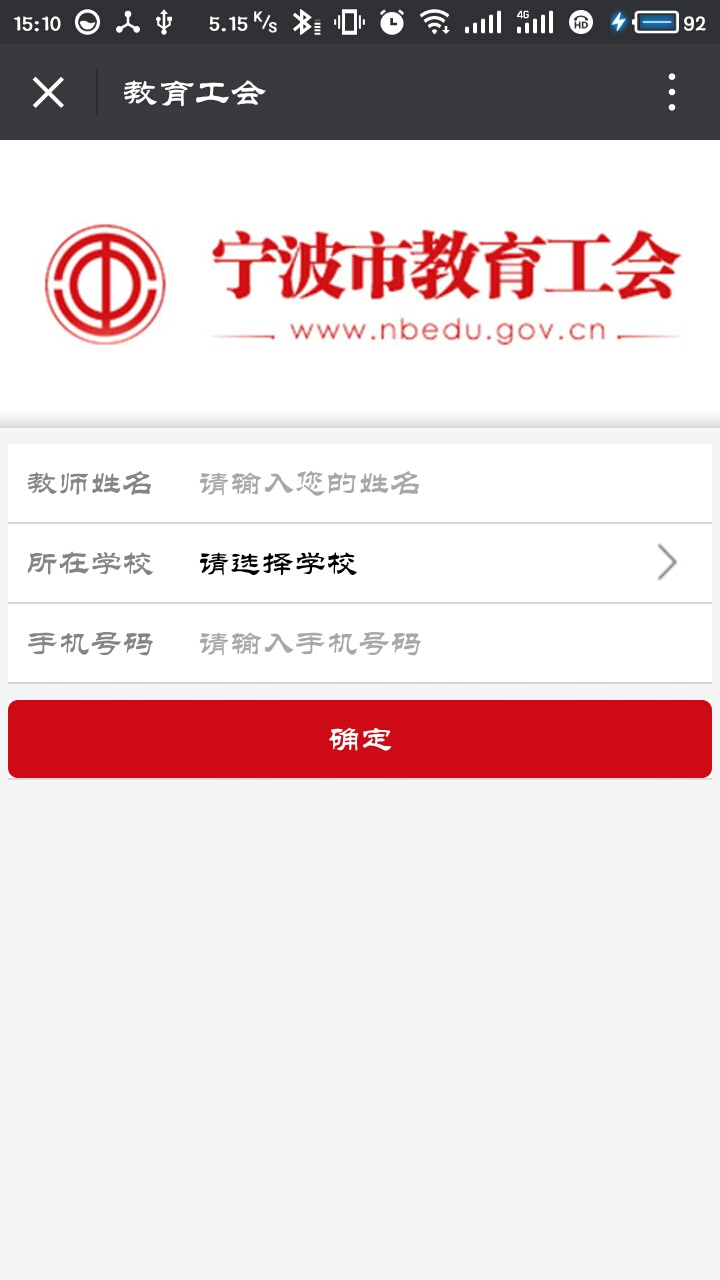 15:10 5.15 K/s 4G HD 92
教育工会
宁波市教育工会
www.nbedu.gov.cn
教师姓名 请输入您的姓名
所在学校 请选择学校
手机号码 请输入手机号码
确定